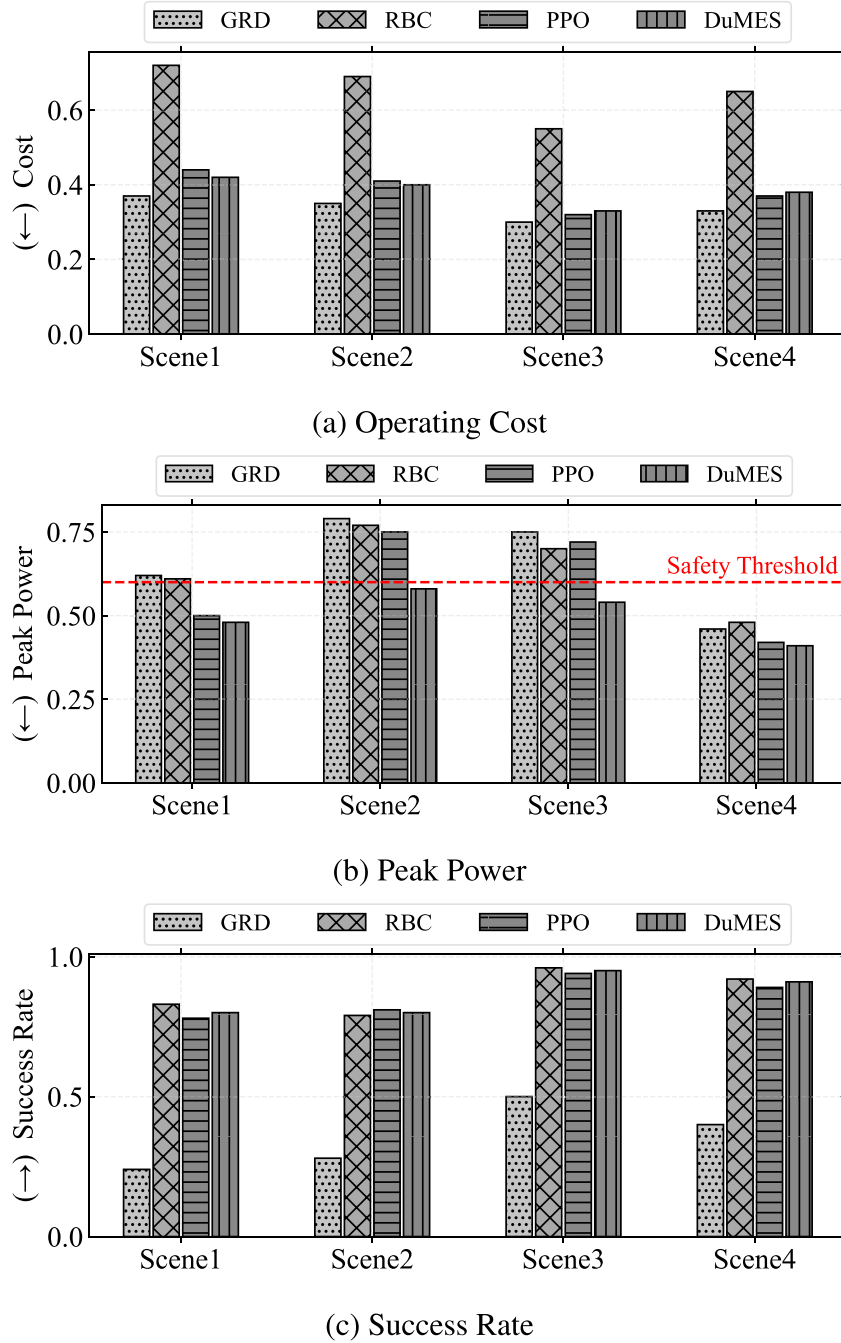 GRD RBC PPO DuMES
0.6
0.4
0.2
0.0
(←) Cost
Scene1 Scene2 Scene3 Scene4
(a) Operating Cost
GRD RBC PPO DuMES
0.75
0.50
0.25
0.00
(←) Peak Power
Safety Threshold
Scene1 Scene2 Scene3 Scene4
(b) Peak Power
GRD RBC PPO DuMES
1.0
0.5
0.0
(→) Success Rate
Scene1 Scene2 Scene3 Scene4
(c) Success Rate